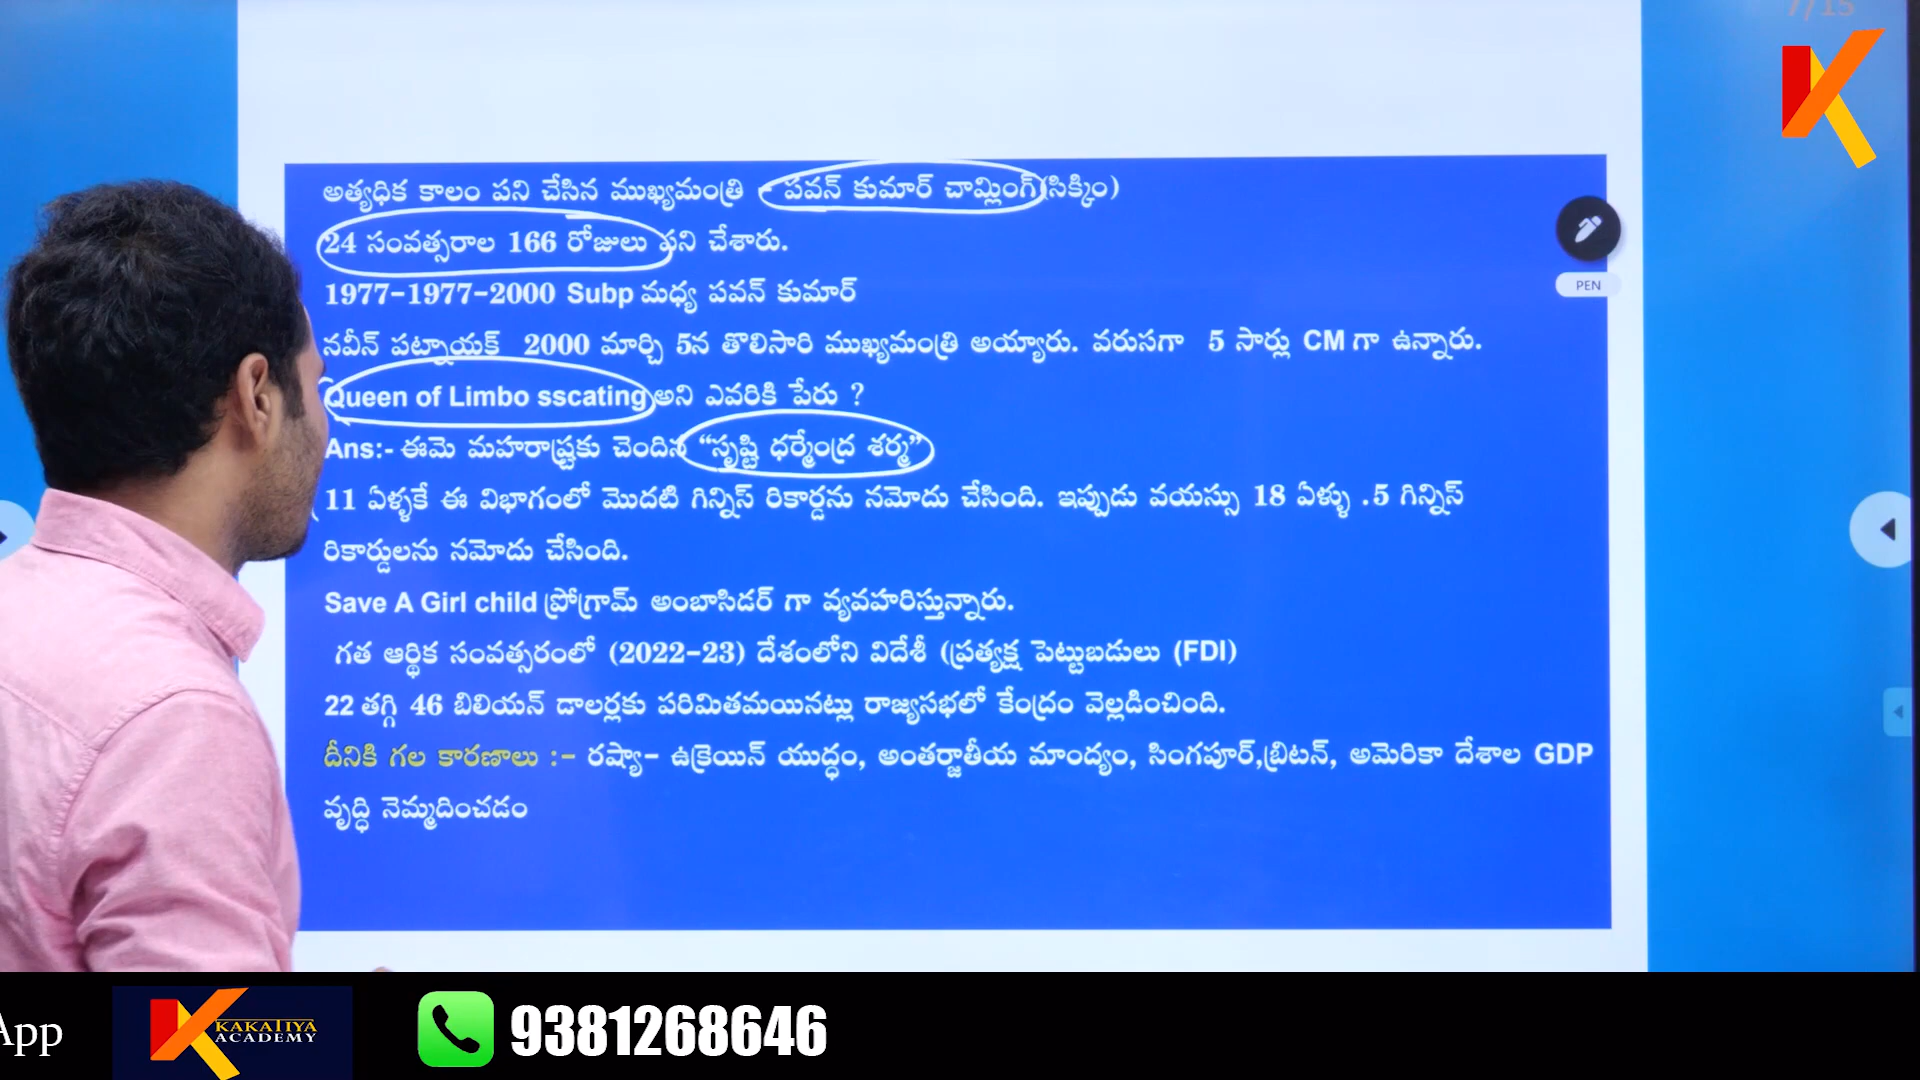 7/15
అత్యధిక కాలం పని చేసిన ముఖ్యమంత్రి - పవన్ కుమార్ చామ్లింగ్(సిక్కిం)
24 సంవత్సరాల 166 రోజులు పని చేశారు.
1977-1977-2000 Subp మధ్య పవన్ కుమార్
నవీన్ పట్నాయక్ 2000 మార్చి 5న తొలిసారి ముఖ్యమంత్రి అయ్యారు. వరుసగా 5 సార్లు CM గా ఉన్నారు.
PEN
Queen of Limbo sscating అని ఎవరికి పేరు ?
Ans:- ఈమె మహరాష్ట్రకు చెందిన "సృష్టి ధర్మేంద్ర శర్మ"
11 ఏళ్ళకే ఈ విభాగంలో మొదటి గిన్నిస్ రికార్డను నమోదు చేసింది. ఇప్పుడు వయస్సు 18 ఏళ్ళు .5 గిన్నిస్
రికార్డులను నమోదు చేసింది.
Save A Girl child ప్రోగ్రామ్ అంబాసిడర్ గా వ్యవహరిస్తున్నారు.
గత ఆర్థిక సంవత్సరంలో (2022-23) దేశంలోని విదేశీ (ప్రత్యక్ష పెట్టుబడులు (FDI)
22 తగ్గి 46 బిలియన్ డాలర్లకు పరిమితమయినట్లు రాజ్యసభలో కేంద్రం వెల్లడించింది.
దీనికి గల కారణాలు :- రష్యా- ఉక్రెయిన్ యుద్ధం, అంతర్జాతీయ మాంద్యం, సింగపూర్,బ్రిటన్, అమెరికా దేశాల GDP
వృద్ధి నెమ్మదించడం
App
KAKATIYA
ACADEMY
9381268646